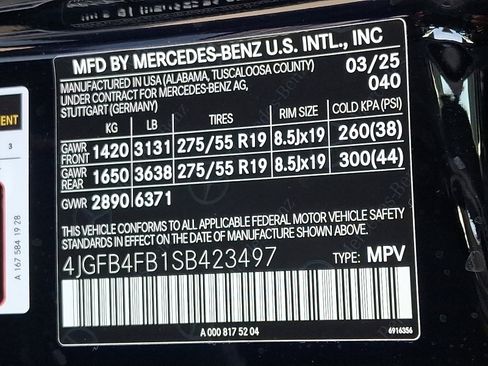 MFD BY MERCEDES-BENZ U.S. INTL., INC
MANUFACTURED IN USA (ALABAMA, TUSCALOOSA COUNTY) 03/25
UNDER CONTRACT FOR MERCEDES-BENZ AG, 040
STUTTGART (GERMANY)
KG LB TIRES RIM SIZE COLD KPA (PSI)
GAWR FRONT 1420 3131 275/55 R19 8.5Jx19 260(38)
GAWR REAR 1650 3638 275/55 R19 8.5Jx19 300(44)
GVWR 2890 6371
THIS VEHICLE CONFORMS TO ALL APPLICABLE FEDERAL MOTOR VEHICLE SAFETY
STANDARDS IN EFFECT ON THE DATE OF MANUFACTURE SHOWN ABOVE.
4JGFB4FB1SB423497 TYPE: MPV
A 000 817 52 04 6916356
3
A 167 584 19 28